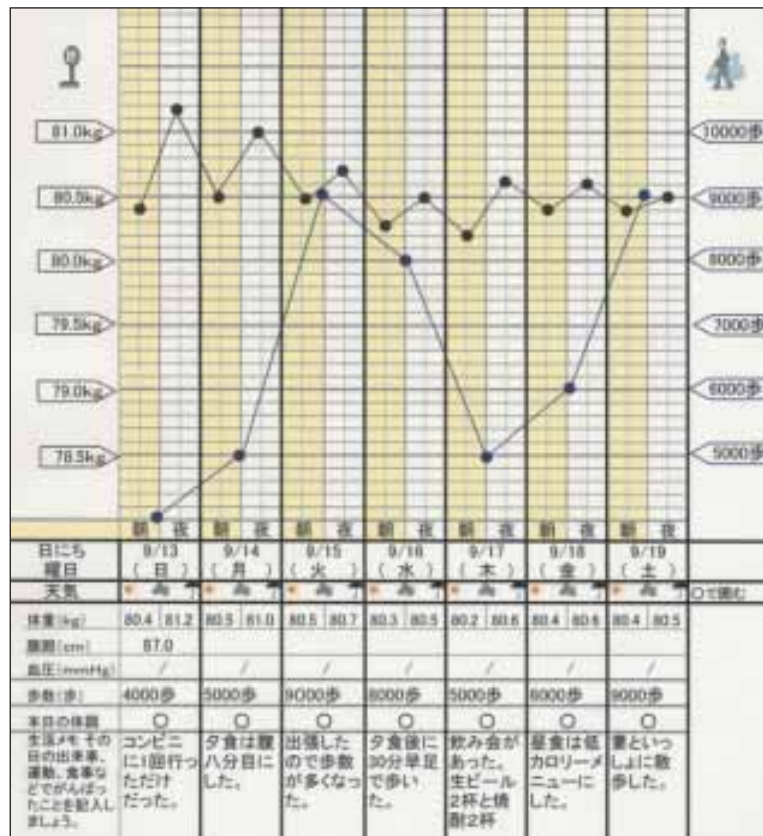 81.0kg 10000歩
80.5kg 9000歩
80.0kg 8000歩
79.5kg 7000歩
79.0kg 6000歩
78.5kg 5000歩
朝 夜 朝 夜 朝 夜 朝 夜 朝 夜 朝 夜 朝 夜
日にち 9/13 9/14 9/15 9/16 9/17 9/18 9/19
曜日 (日) (月) (火) (水) (木) (金) (土)
天気 ○で囲む
体重(kg) 80.4 81.2 80.5 81.0 80.5 80.7 80.3 80.5 80.2 80.6 80.4 80.6 80.4 80.5
腹囲(cm) 87.0
血圧(mmHg) / / / / / / /
歩数(歩) 4000歩 5000歩 9000歩 8000歩 5000歩 6000歩 9000歩
本日の体調 ○ ○ ○ ○ ○ ○ ○
生活メモ その
日の出来事、
運動、食事な
どでがんばっ
たことを記入し
ましょう。
コンビニ
に1回行っ
ただけ
だった。
夕食は腹
八分目に
した。
出張した
ので歩数
が多くなっ
た。
夕食後に
30分早足
で歩い
た。
飲み会が
あった。
生ビール
2杯と焼
酎2杯
昼食は低
カロリーメ
ニューに
した。
妻といっ
しょに散
歩した。